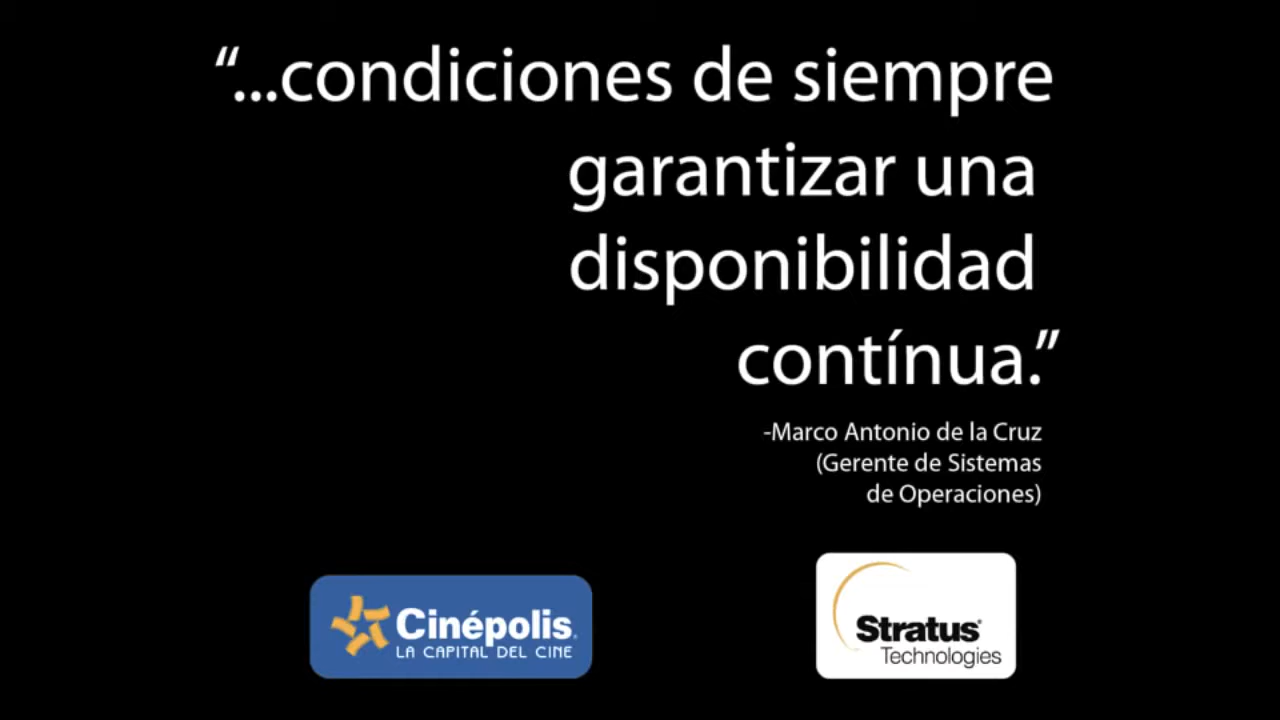 “...condiciones de siempre
garantizar una
disponibilidad
contínua.”
-Marco Antonio de la Cruz
(Gerente de Sistemas
de Operaciones)
Cinépolis®
LA CAPITAL DEL CINE
Stratus®
Technologies